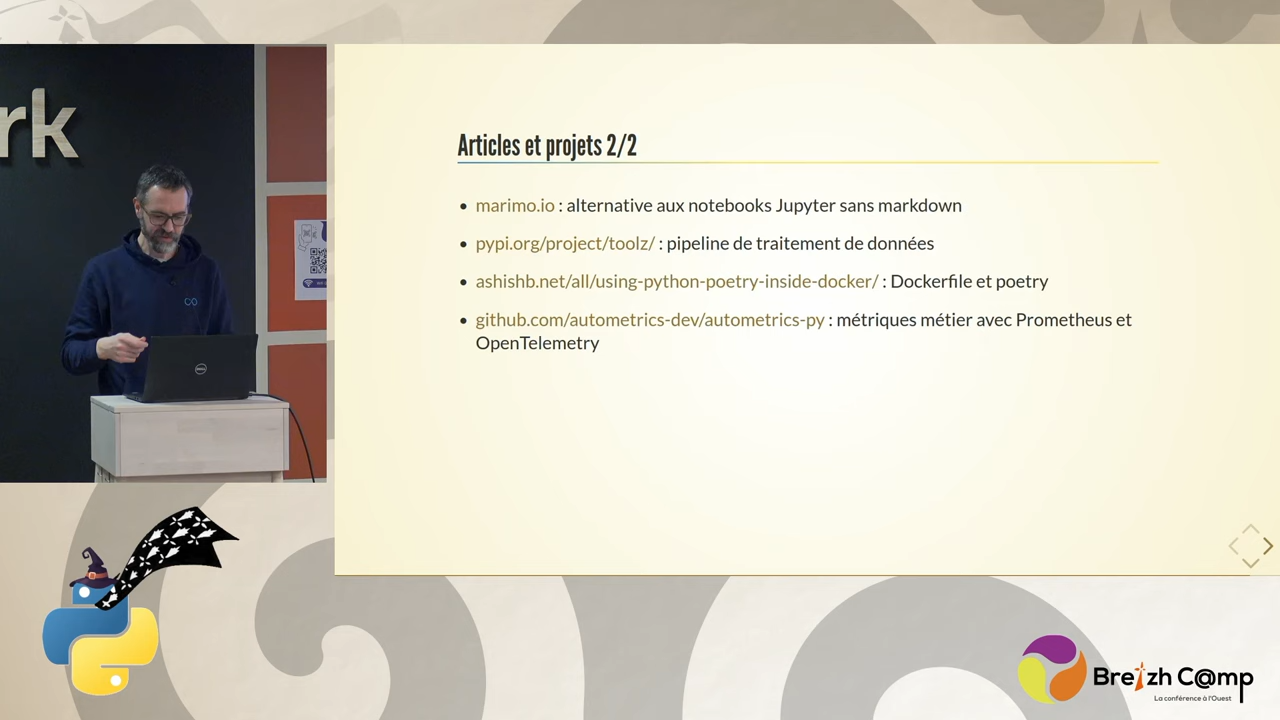 rk
Articles et projets 2/2
• marimo.io : alternative aux notebooks Jupyter sans markdown
• pypi.org/project/toolz/ : pipeline de traitement de données
• ashishb.net/all/using-python-poetry-inside-docker/ : Dockerfile et poetry
• github.com/autometrics-dev/autometrics-py : métriques métier avec Prometheus et
OpenTelemetry
DELL
Breizh C@mp
La conférence à l'Ouest